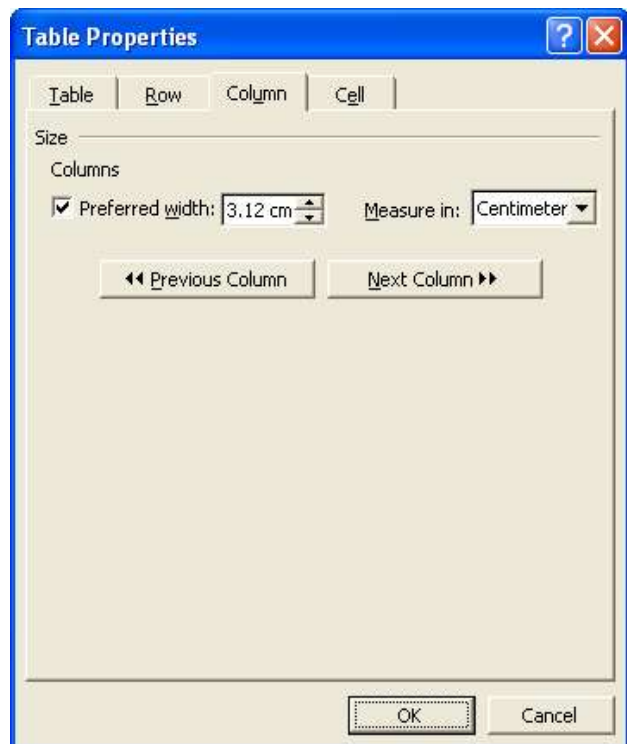 Table Properties
?
Table Row Column Cell
Size
Columns
Preferred width: 3.12 cm Measure in: Centimeter
Previous Column Next Column
OK Cancel